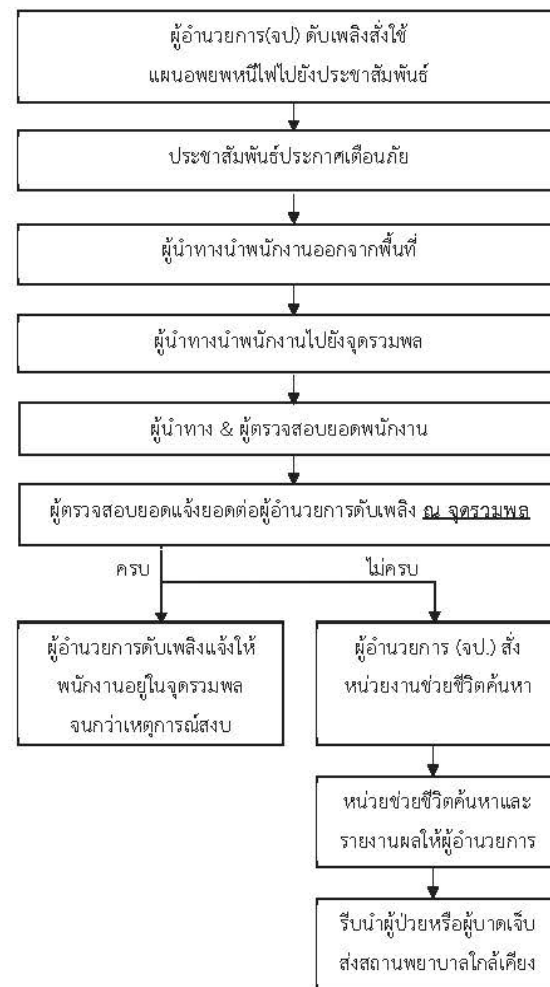 ผู้อำนวยการ(จป) ดับเพลิงสั่งใช้
แผนอพยพหนีไฟไปยังประชาสัมพันธ์
ประชาสัมพันธ์ประกาศเตือนภัย
ผู้นำทางนำพนักงานออกจากพื้นที่
ผู้นำทางนำพนักงานไปยังจุดรวมพล
ผู้นำทาง & ผู้ตรวจสอบยอดพนักงาน
ผู้ตรวจสอบยอดแจ้งยอดต่อผู้อำนวยการดับเพลิง ณ จุดรวมพล
ครบ
ไม่ครบ
ผู้อำนวยการดับเพลิงแจ้งให้
พนักงานอยู่ในจุดรวมพล
จนกว่าเหตุการณ์สงบ
ผู้อำนวยการ (จป.) สั่ง
หน่วยงานช่วยชีวิตค้นหา
หน่วยช่วยชีวิตค้นหาและ
รายงานผลให้ผู้อำนวยการ
รีบนำผู้ป่วยหรือผู้บาดเจ็บ
ส่งสถานพยาบาลใกล้เคียง